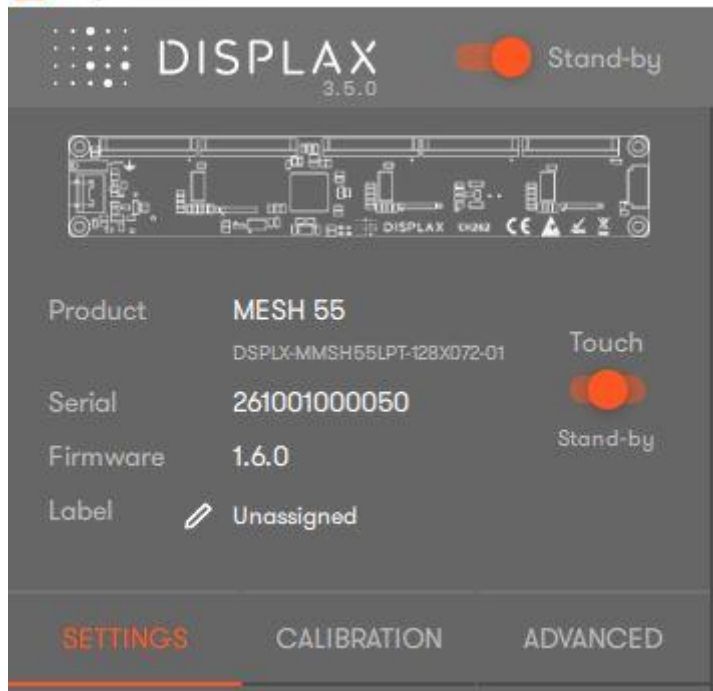 DISPLAX
3.5.0
Stand-by
DISPLAX CH262 CE
Product MESH 55
DSPLX-MMSH55LPT-128X072-01
Touch
Serial 261001000050
Stand-by
Firmware 1.6.0
Label Unassigned
SETTINGS CALIBRATION ADVANCED